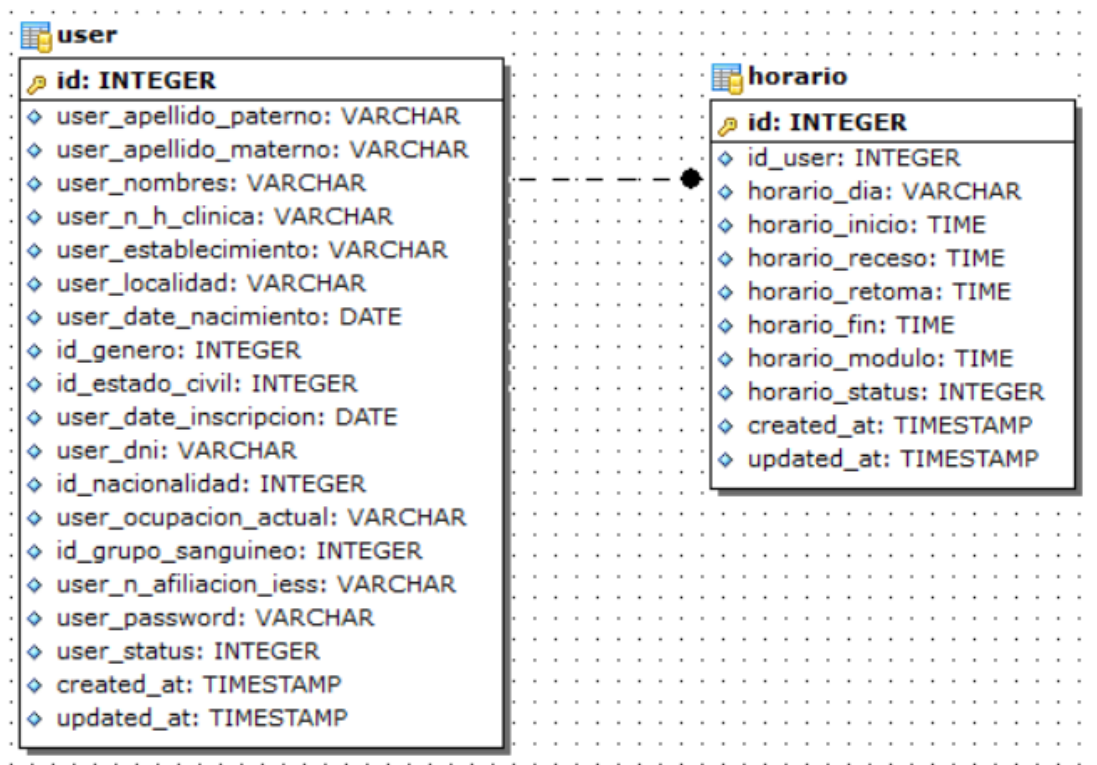 user
id: INTEGER
user_apellido_paterno: VARCHAR
user_apellido_materno: VARCHAR
user_nombres: VARCHAR
user_n_h_clinica: VARCHAR
user_establecimiento: VARCHAR
user_localidad: VARCHAR
user_date_nacimiento: DATE
id_genero: INTEGER
id_estado_civil: INTEGER
user_date_inscripcion: DATE
user_dni: VARCHAR
id_nacionalidad: INTEGER
user_ocupacion_actual: VARCHAR
id_grupo_sanguineo: INTEGER
user_n_afiliacion_iess: VARCHAR
user_password: VARCHAR
user_status: INTEGER
created_at: TIMESTAMP
updated_at: TIMESTAMP
horario
id: INTEGER
id_user: INTEGER
horario_dia: VARCHAR
horario_inicio: TIME
horario_receso: TIME
horario_retoma: TIME
horario_fin: TIME
horario_modulo: TIME
horario_status: INTEGER
created_at: TIMESTAMP
updated_at: TIMESTAMP